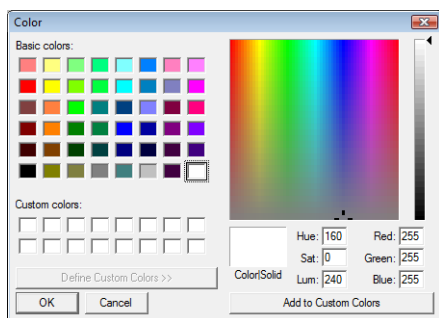 Color
Basic colors:
Custom colors:
Define Custom Colors >>
OK Cancel
Color|Solid
Hue: 160 Red: 255
Sat: 0 Green: 255
Lum: 240 Blue: 255
Add to Custom Colors